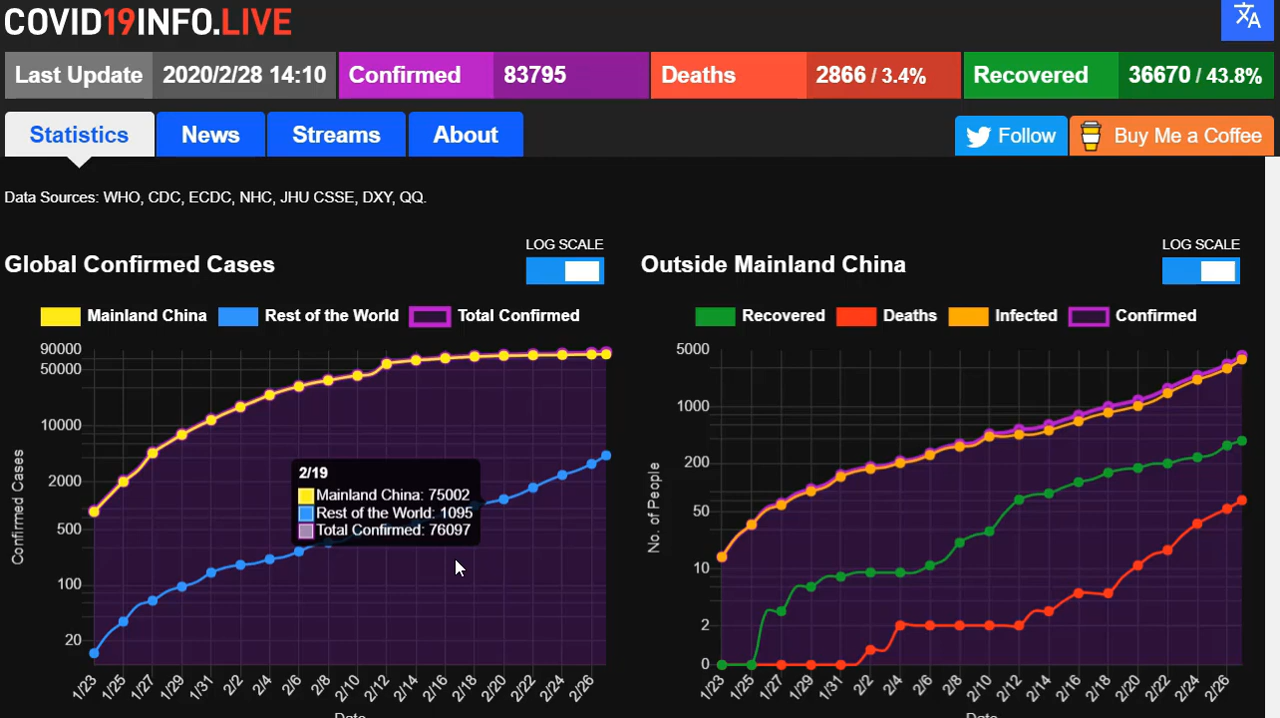 COVID19INFO.LIVE
Last Update 2020/2/28 14:10 Confirmed 83795 Deaths 2866 / 3.4% Recovered 36670 / 43.8%
Statistics News Streams About Follow Buy Me a Coffee
Data Sources: WHO, CDC, ECDC, NHC, JHU CSSE, DXY, QQ.
Global Confirmed Cases
LOG SCALE
Mainland China Rest of the World Total Confirmed
90000
50000
10000
2000
500
100
20
Confirmed Cases
2/19
Mainland China: 75002
Rest of the World: 1095
Total Confirmed: 76097
1/23 1/25 1/27 1/29 1/31 2/2 2/4 2/6 2/8 2/10 2/12 2/14 2/16 2/18 2/20 2/22 2/24 2/26
Date
Outside Mainland China
LOG SCALE
Recovered Deaths Infected Confirmed
5000
1000
200
50
10
2
0
No. of People
1/23 1/25 1/27 1/29 1/31 2/2 2/4 2/6 2/8 2/10 2/12 2/14 2/16 2/18 2/20 2/22 2/24 2/26
Date